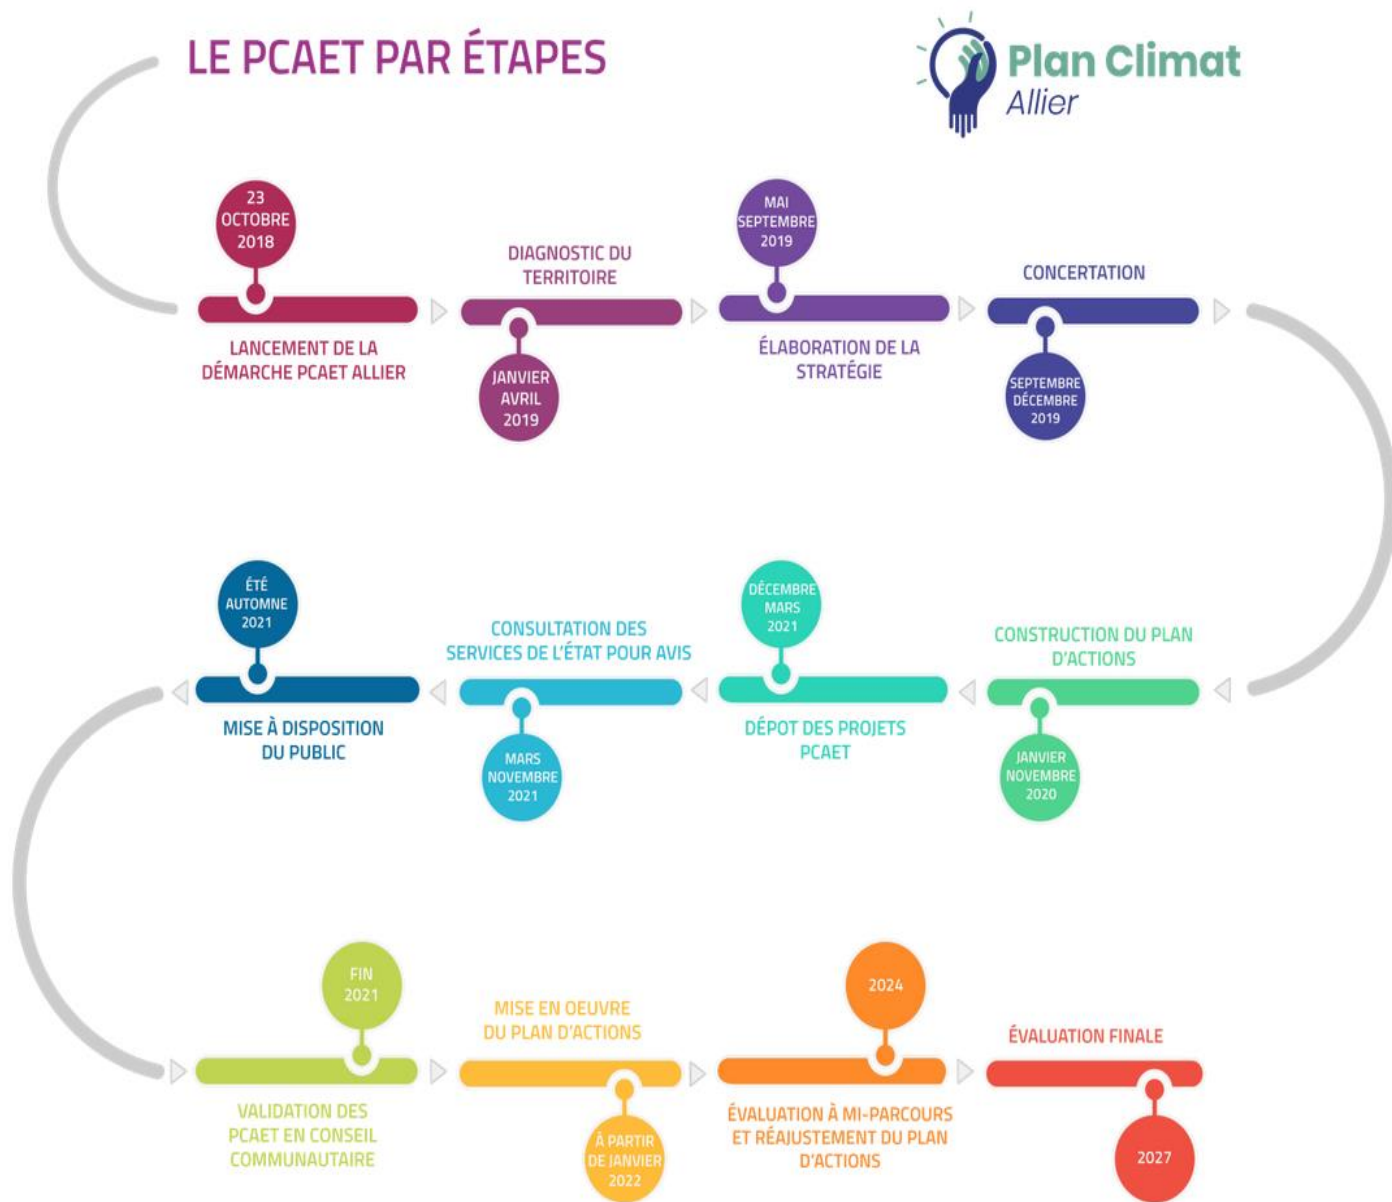 LE PCAET PAR ÉTAPES
Plan Climat
Allier
23
OCTOBRE
2018
LANCEMENT DE LA
DÉMARCHE PCAET ALLIER
DIAGNOSTIC DU
TERRITOIRE
JANVIER
AVRIL
2019
MAI
SEPTEMBRE
2019
ÉLABORATION DE LA
STRATÉGIE
CONCERTATION
SEPTEMBRE
DÉCEMBRE
2019
CONSTRUCTION DU PLAN
D'ACTIONS
JANVIER
NOVEMBRE
2020
DÉCEMBRE
MARS
2021
DÉPOT DES PROJETS
PCAET
CONSULTATION DES
SERVICES DE L'ÉTAT POUR AVIS
MARS
NOVEMBRE
2021
ÉTÉ
AUTOMNE
2021
MISE À DISPOSITION
DU PUBLIC
FIN
2021
VALIDATION DES
PCAET EN CONSEIL
COMMUNAUTAIRE
MISE EN OEUVRE
DU PLAN D'ACTIONS
À PARTIR
DE JANVIER
2022
2024
ÉVALUATION À MI-PARCOURS
ET RÉAJUSTEMENT DU PLAN
D'ACTIONS
ÉVALUATION FINALE
2027